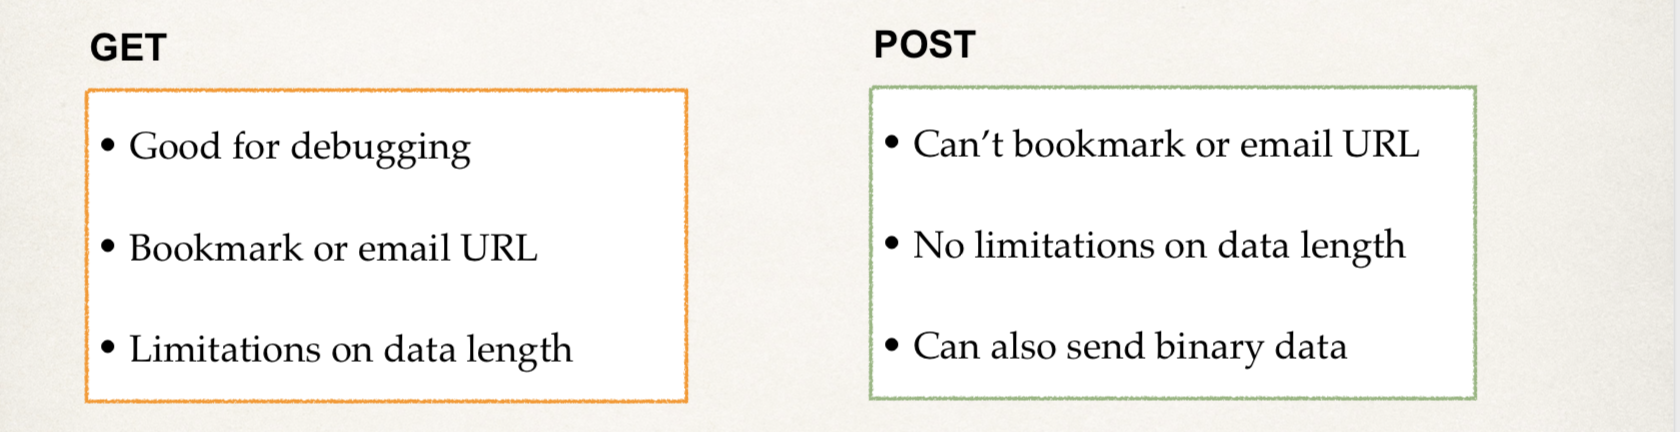 GET
• Good for debugging
• Bookmark or email URL
• Limitations on data length
POST
• Can’t bookmark or email URL
• No limitations on data length
• Can also send binary data